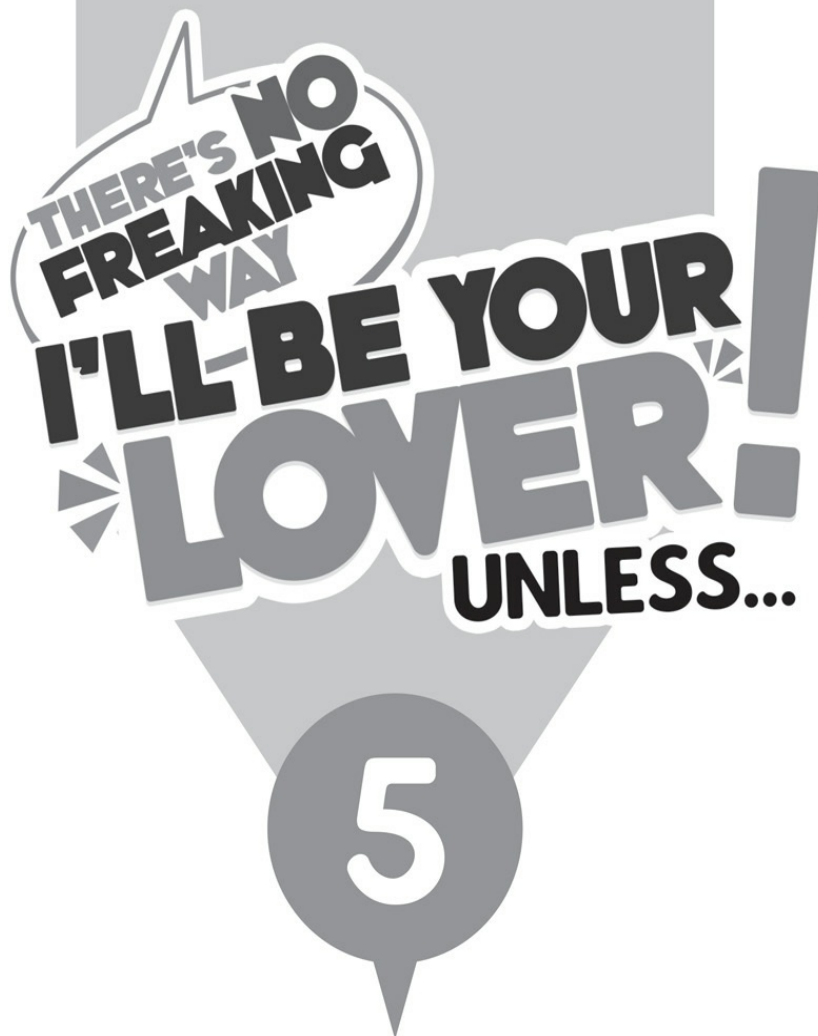 THERE'S NO
FREAKING
WAY
I'LL BE YOUR
LOVER!
UNLESS...
5